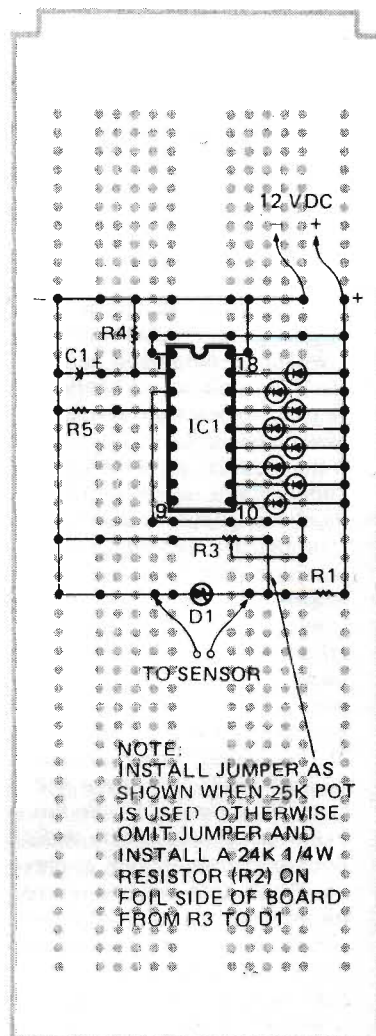 12 VDC
- +
- +
R4
C1 +
1 18
R5
IC1
9 10
R3
R1
D1
TO SENSOR
NOTE:
INSTALL JUMPER AS
SHOWN WHEN 25K POT
IS USED OTHERWISE
OMIT JUMPER AND
INSTALL A 24K 1/4W
RESISTOR (R2) ON
FOIL SIDE OF BOARD
FROM R3 TO D1